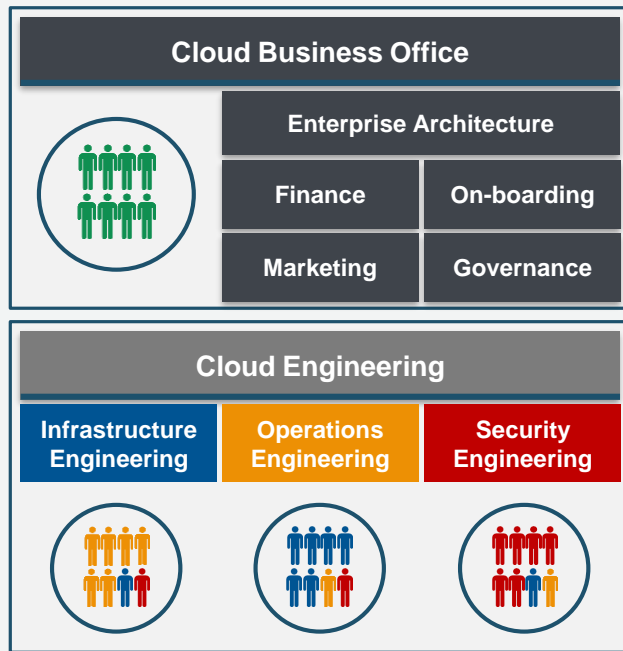 Cloud Business Office
Enterprise Architecture
Finance
On-boarding
Marketing
Governance
Cloud Engineering
Infrastructure
Engineering
Operations
Engineering
Security
Engineering